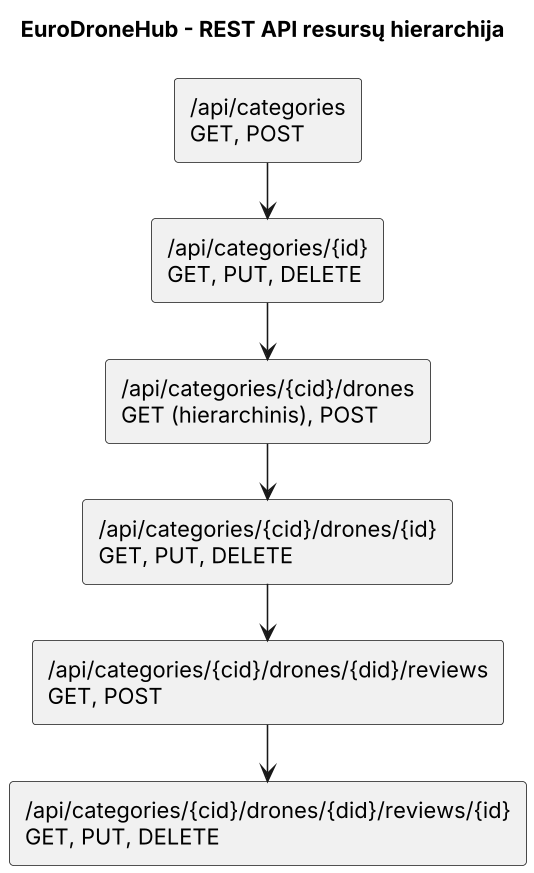 EuroDroneHub - REST API resursų hierarchija
/api/categories
GET, POST
/api/categories/{id}
GET, PUT, DELETE
/api/categories/{cid}/drones
GET (hierarchinis), POST
/api/categories/{cid}/drones/{id}
GET, PUT, DELETE
/api/categories/{cid}/drones/{did}/reviews
GET, POST
/api/categories/{cid}/drones/{did}/reviews/{id}
GET, PUT, DELETE